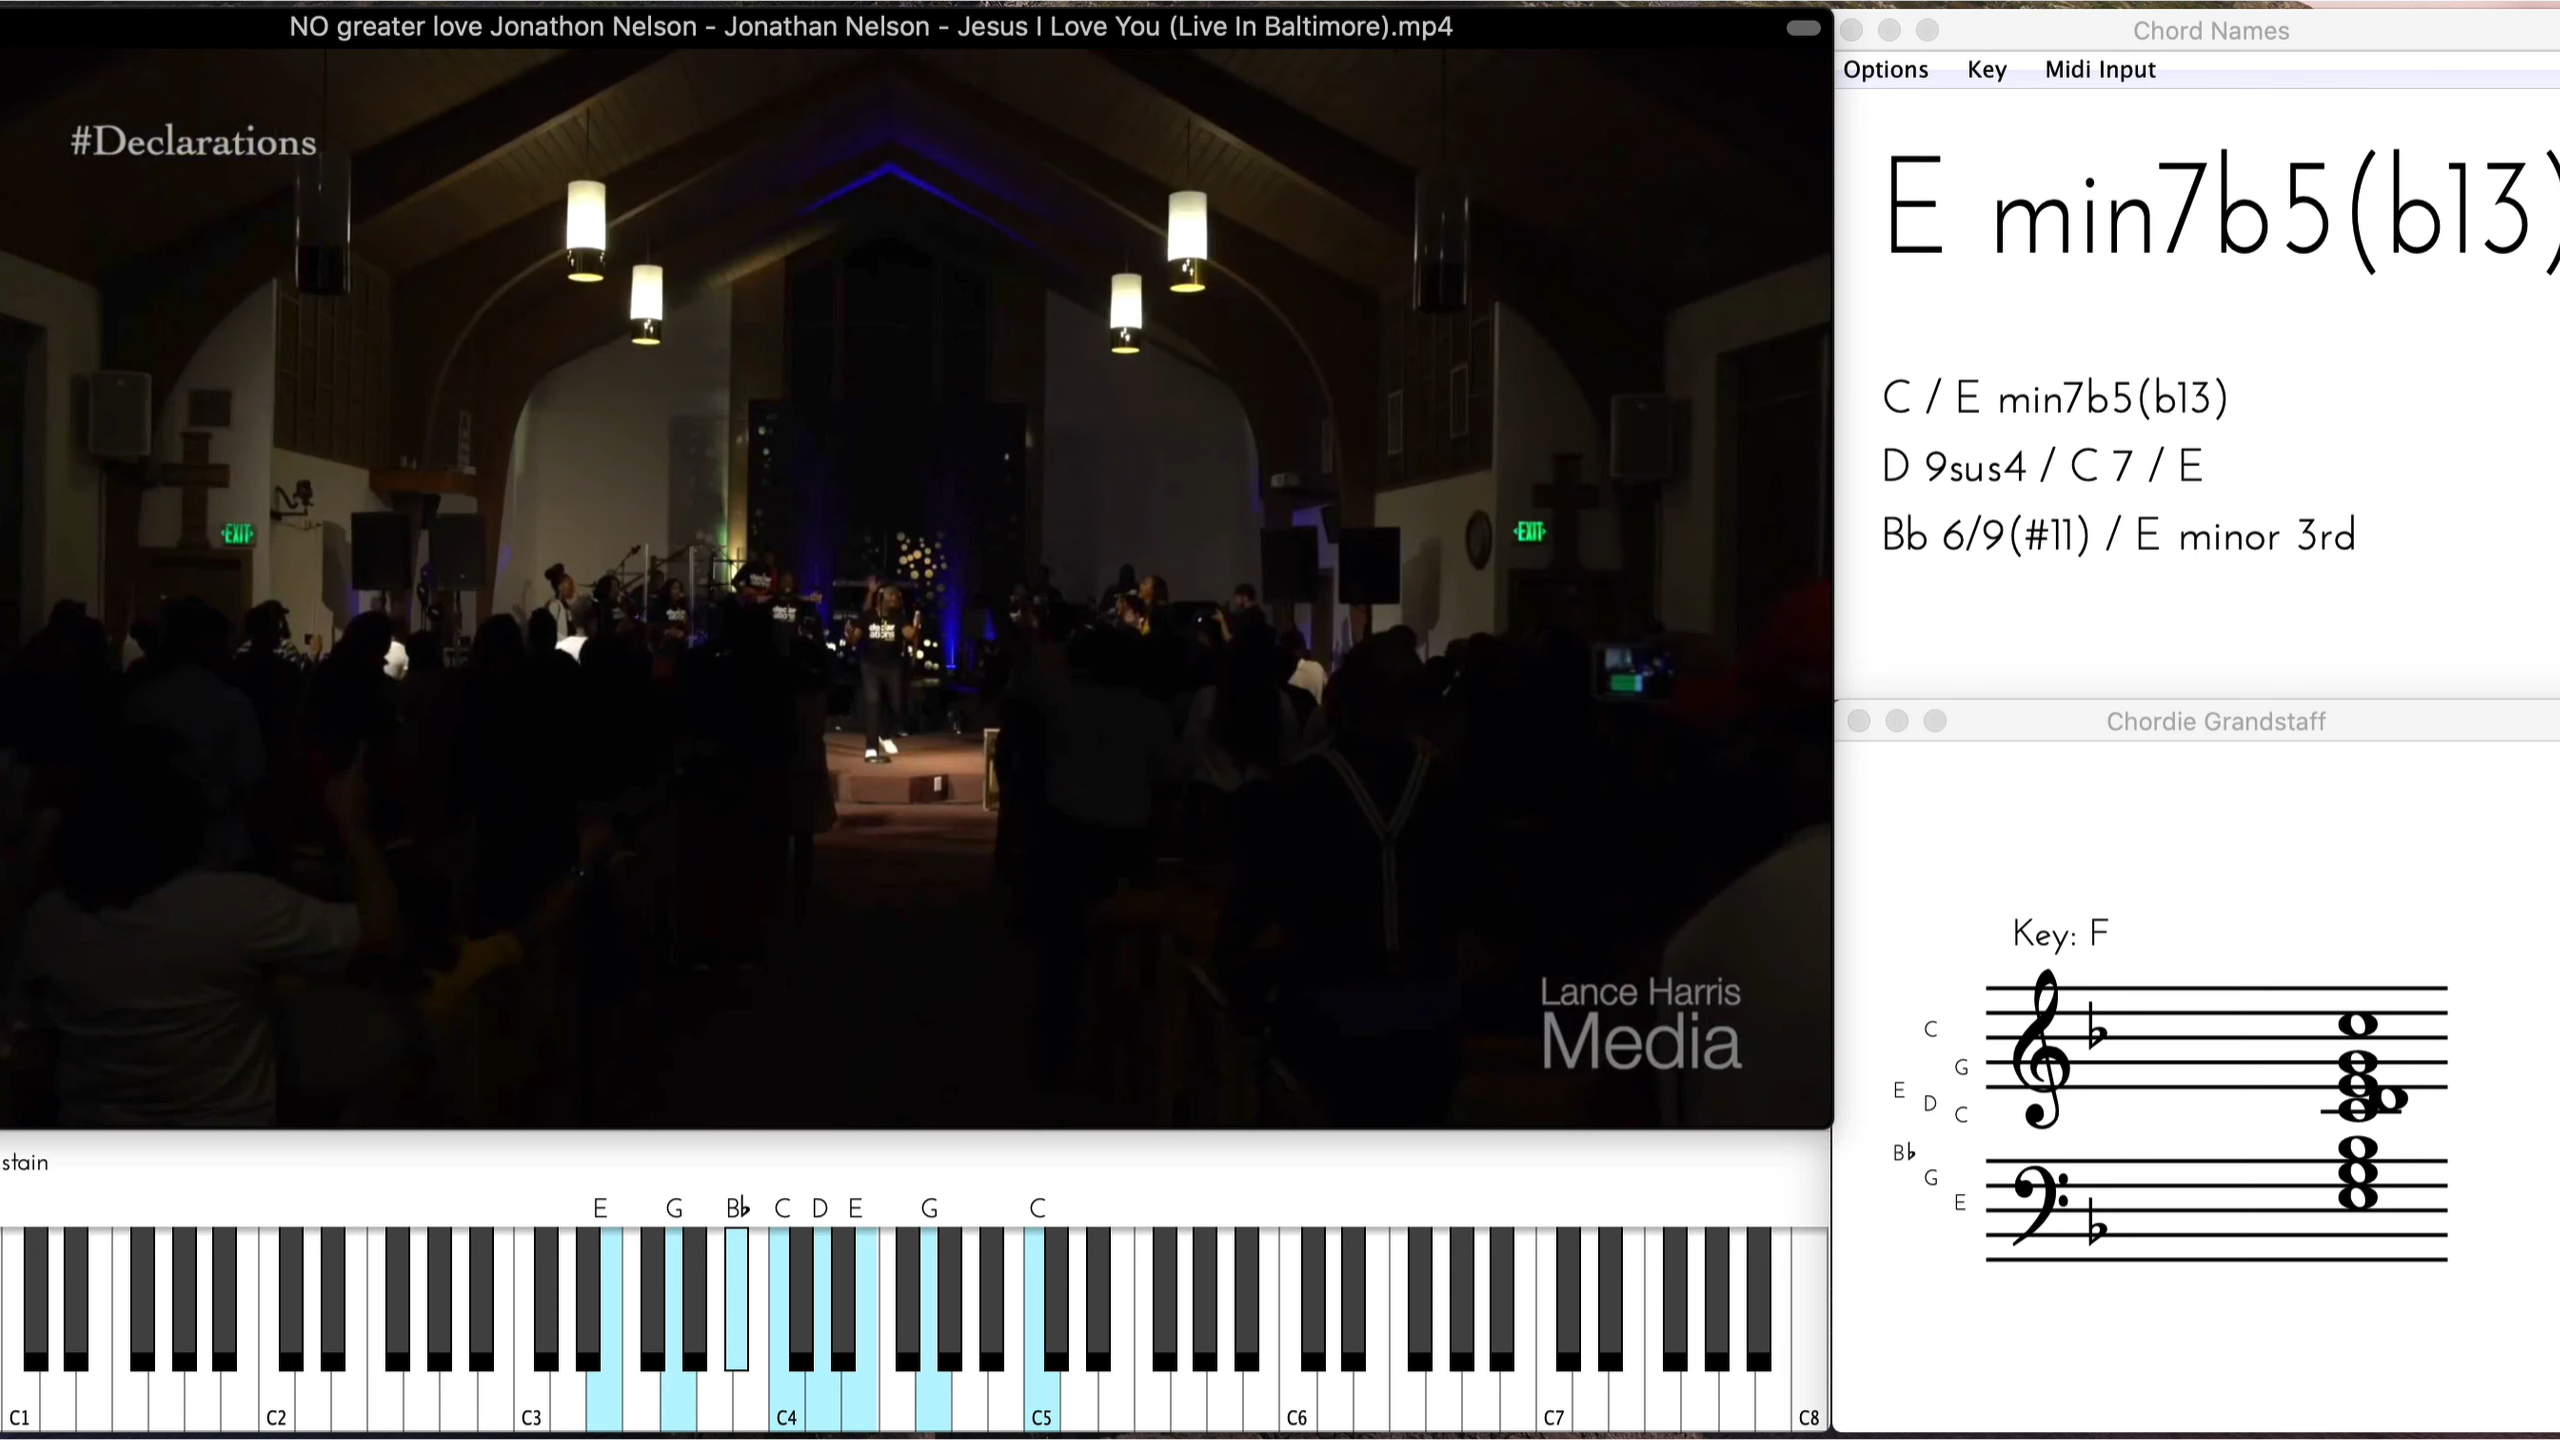 NO greater love Jonathon Nelson - Jonathan Nelson - Jesus I Love You (Live In Baltimore).mp4
#Declarations
EXIT
EXIT
declar
ations
Lance Harris
Media
Chord Names
Options Key Midi Input
E min7b5(b13)
C / E min7b5(b13)
D 9sus4 / C 7 / E
Bb 6/9(#11) / E minor 3rd
Chordie Grandstaff
Key: F
C
G
E
D
C
B♭
G
E
stain
E G B♭ C D E G C
C1 C2 C3 C4 C5 C6 C7 C8